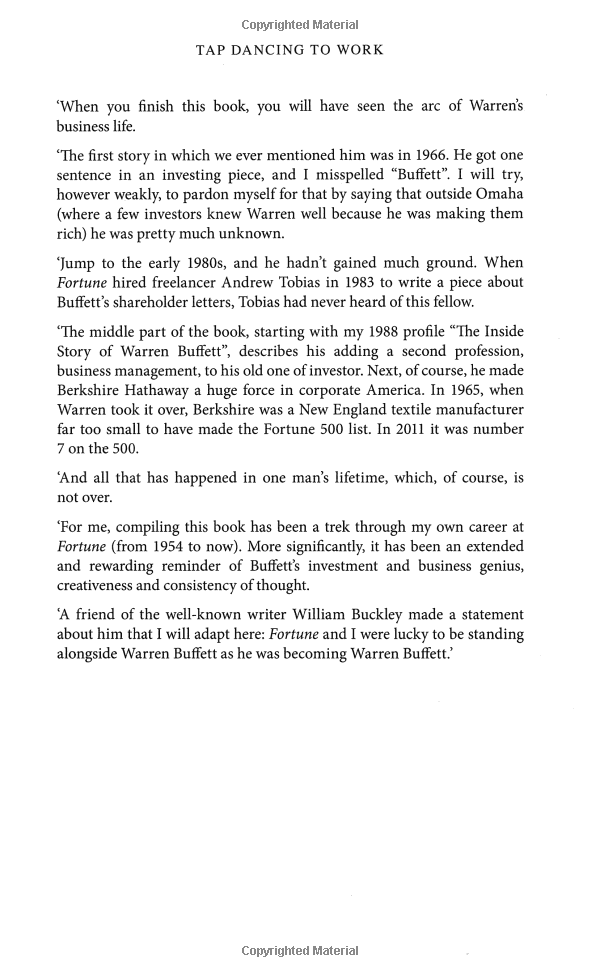 Copyrighted Material
TAP DANCING TO WORK
‘When you finish this book, you will have seen the arc of Warren’s
business life.
‘The first story in which we ever mentioned him was in 1966. He got one
sentence in an investing piece, and I misspelled “Buffett”. I will try,
however weakly, to pardon myself for that by saying that outside Omaha
(where a few investors knew Warren well because he was making them
rich) he was pretty much unknown.
‘Jump to the early 1980s, and he hadn’t gained much ground. When
Fortune hired freelancer Andrew Tobias in 1983 to write a piece about
Buffett’s shareholder letters, Tobias had never heard of this fellow.
‘The middle part of the book, starting with my 1988 profile “The Inside
Story of Warren Buffett”, describes his adding a second profession,
business management, to his old one of investor. Next, of course, he made
Berkshire Hathaway a huge force in corporate America. In 1965, when
Warren took it over, Berkshire was a New England textile manufacturer
far too small to have made the Fortune 500 list. In 2011 it was number
7 on the 500.
‘And all that has happened in one man’s lifetime, which, of course, is
not over.
‘For me, compiling this book has been a trek through my own career at
Fortune (from 1954 to now). More significantly, it has been an extended
and rewarding reminder of Buffett’s investment and business genius,
creativeness and consistency of thought.
‘A friend of the well-known writer William Buckley made a statement
about him that I will adapt here: Fortune and I were lucky to be standing
alongside Warren Buffett as he was becoming Warren Buffett.’
Copyrighted Material